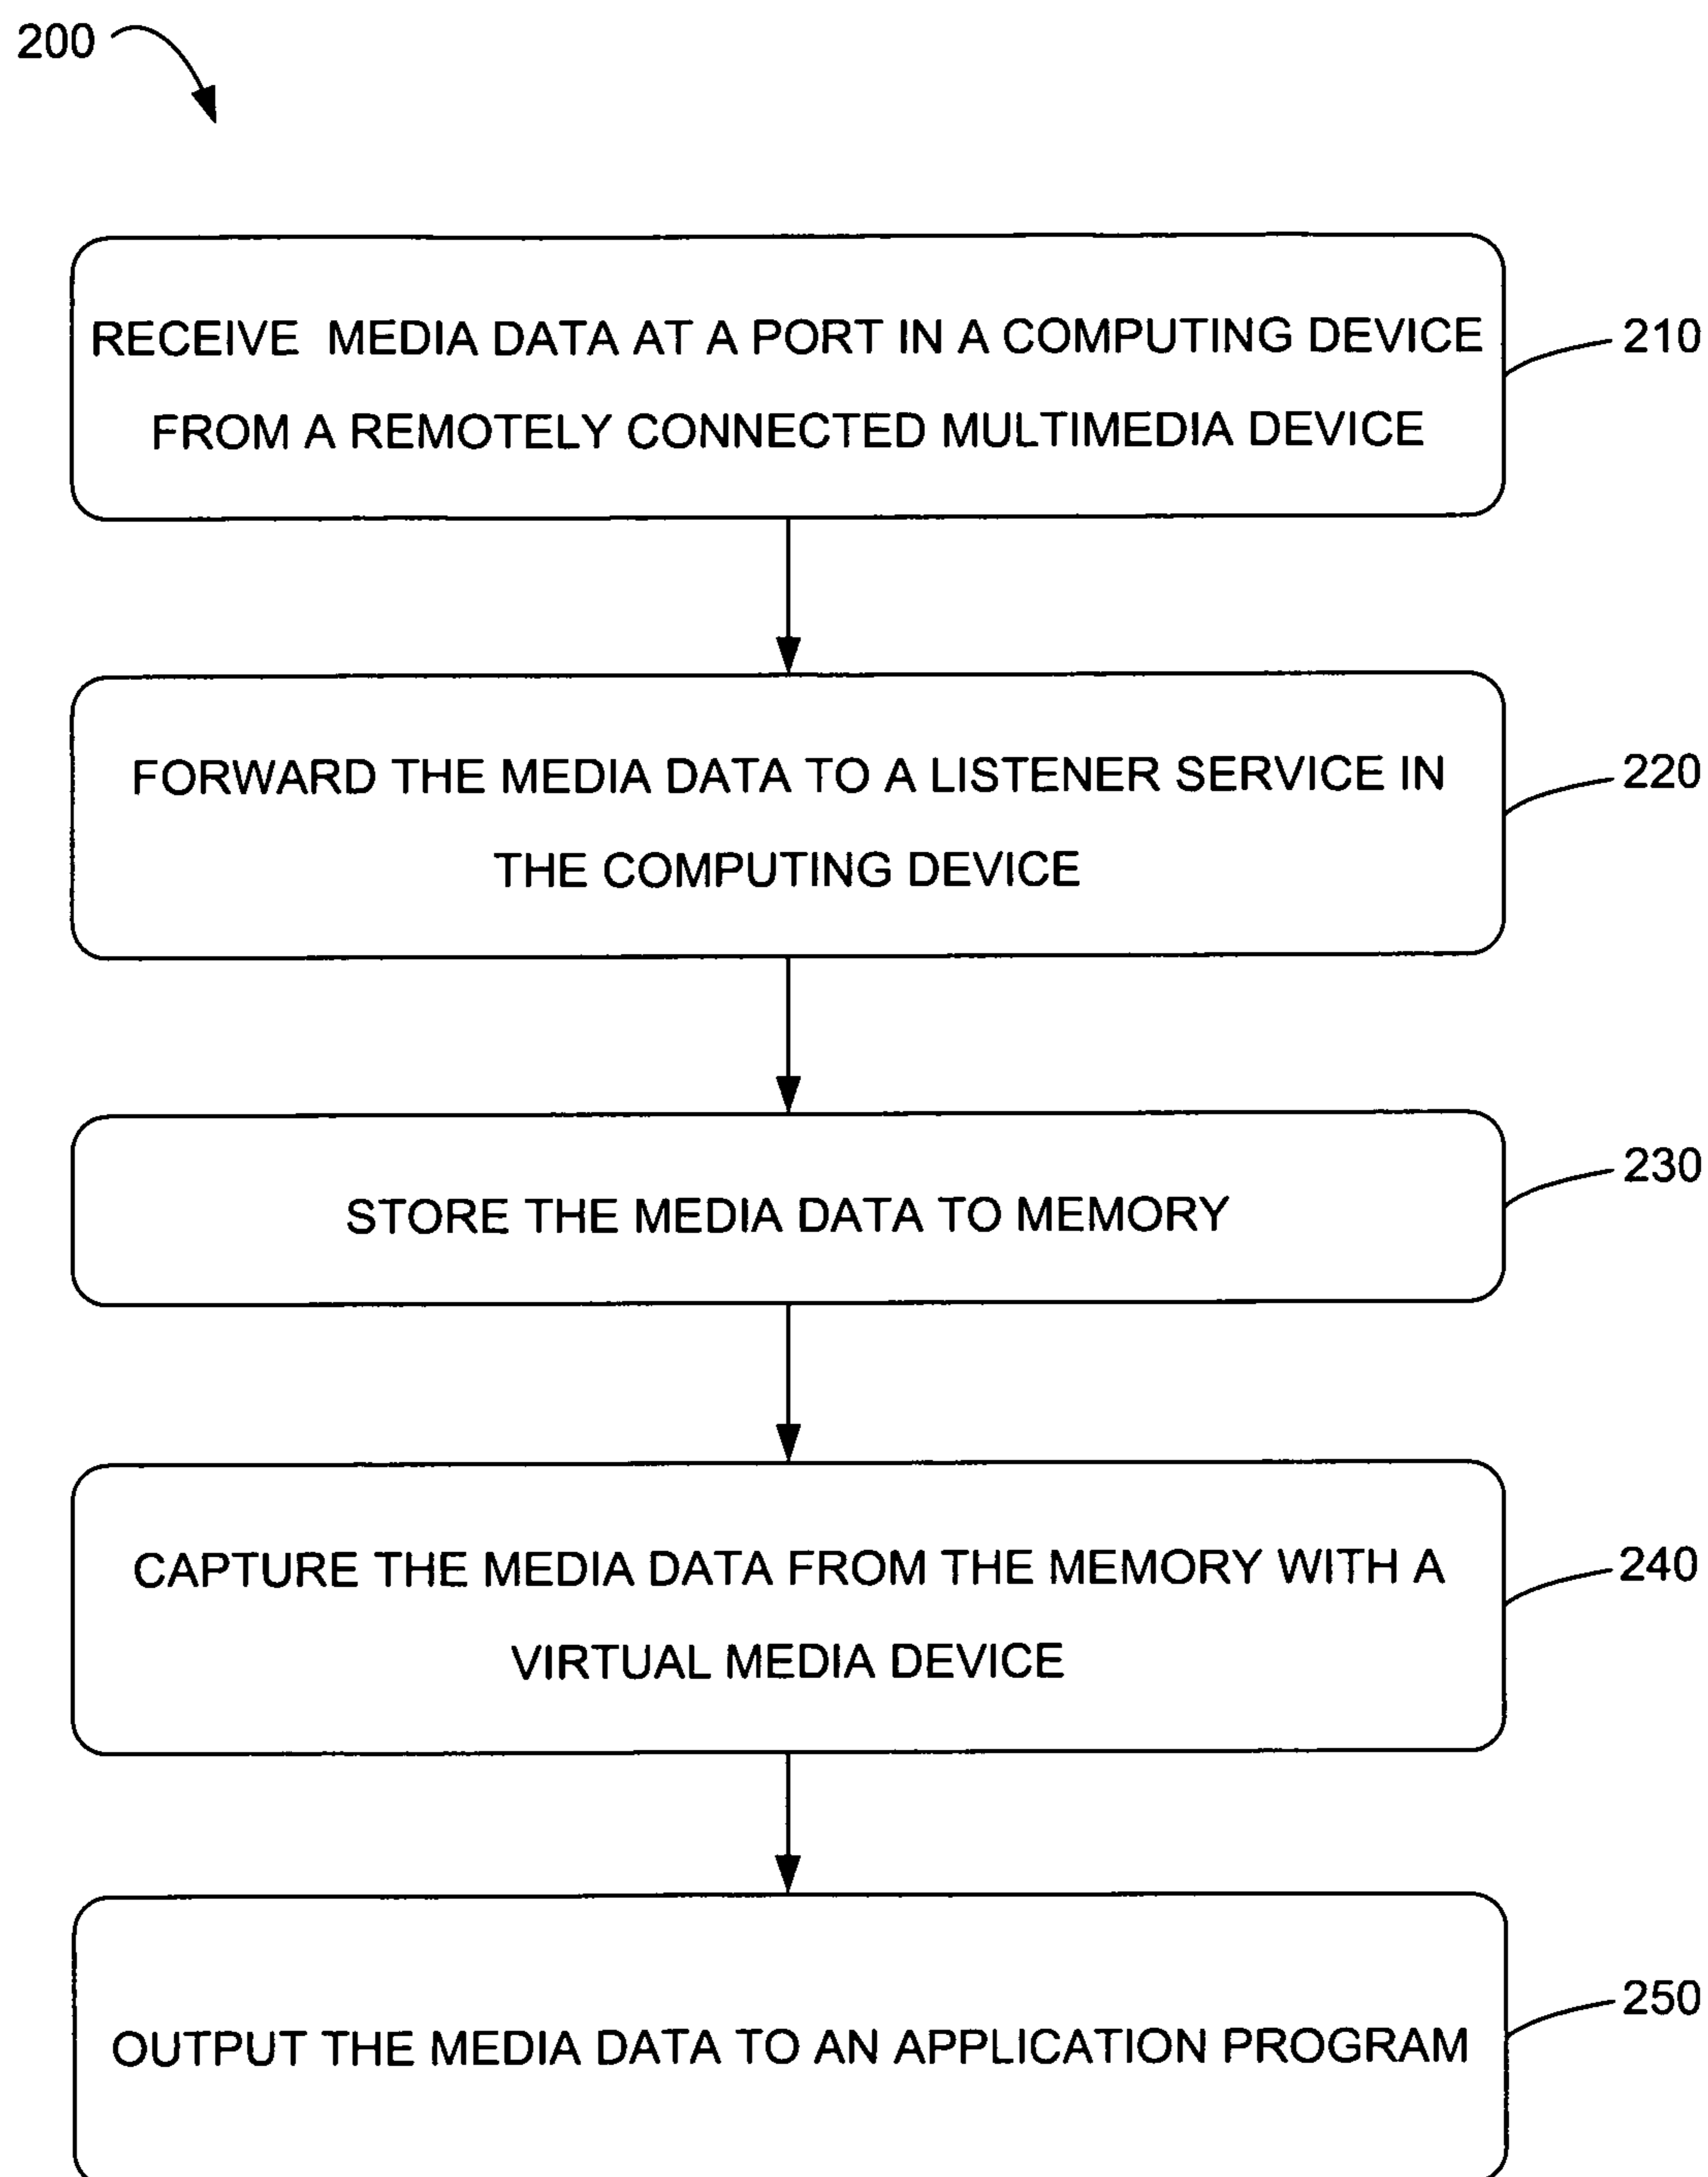 200
RECEIVE MEDIA DATA AT A PORT IN A COMPUTING DEVICE
FROM A REMOTELY CONNECTED MULTIMEDIA DEVICE
210
FORWARD THE MEDIA DATA TO A LISTENER SERVICE IN
THE COMPUTING DEVICE
220
STORE THE MEDIA DATA TO MEMORY
230
CAPTURE THE MEDIA DATA FROM THE MEMORY WITH A
VIRTUAL MEDIA DEVICE
240
OUTPUT THE MEDIA DATA TO AN APPLICATION PROGRAM
250